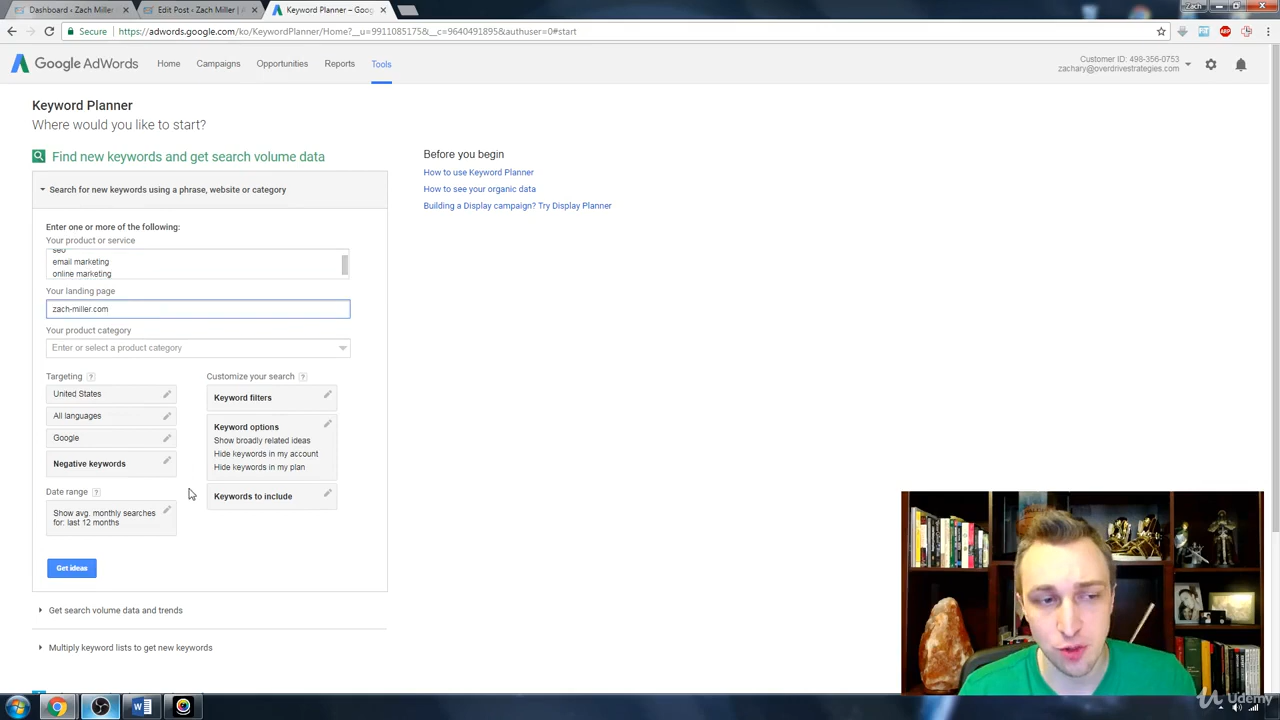 Dashboard ‹ Zach Miller
Edit Post ‹ Zach Miller | A
Keyword Planner – Goog
Zach
Secure
https://adwords.google.com/ko/KeywordPlanner/Home?__u=9911085175&__c=9640491895&authuser=0#start
Google AdWords
Home
Campaigns
Opportunities
Reports
Tools
Customer ID: 498-356-0753
zachary@overdrivestrategies.com
Keyword Planner
Where would you like to start?
Find new keywords and get search volume data
Search for new keywords using a phrase, website or category
Enter one or more of the following:
Your product or service
seo
email marketing
online marketing
Your landing page
zach-miller.com
Your product category
Enter or select a product category
Targeting ?
United States
All languages
Google
Negative keywords
Date range ?
Show avg. monthly searches
for: last 12 months
Customize your search ?
Keyword filters
Keyword options
Show broadly related ideas
Hide keywords in my account
Hide keywords in my plan
Keywords to include
Get ideas
Get search volume data and trends
Multiply keyword lists to get new keywords
Before you begin
How to use Keyword Planner
How to see your organic data
Building a Display campaign? Try Display Planner
Udemy